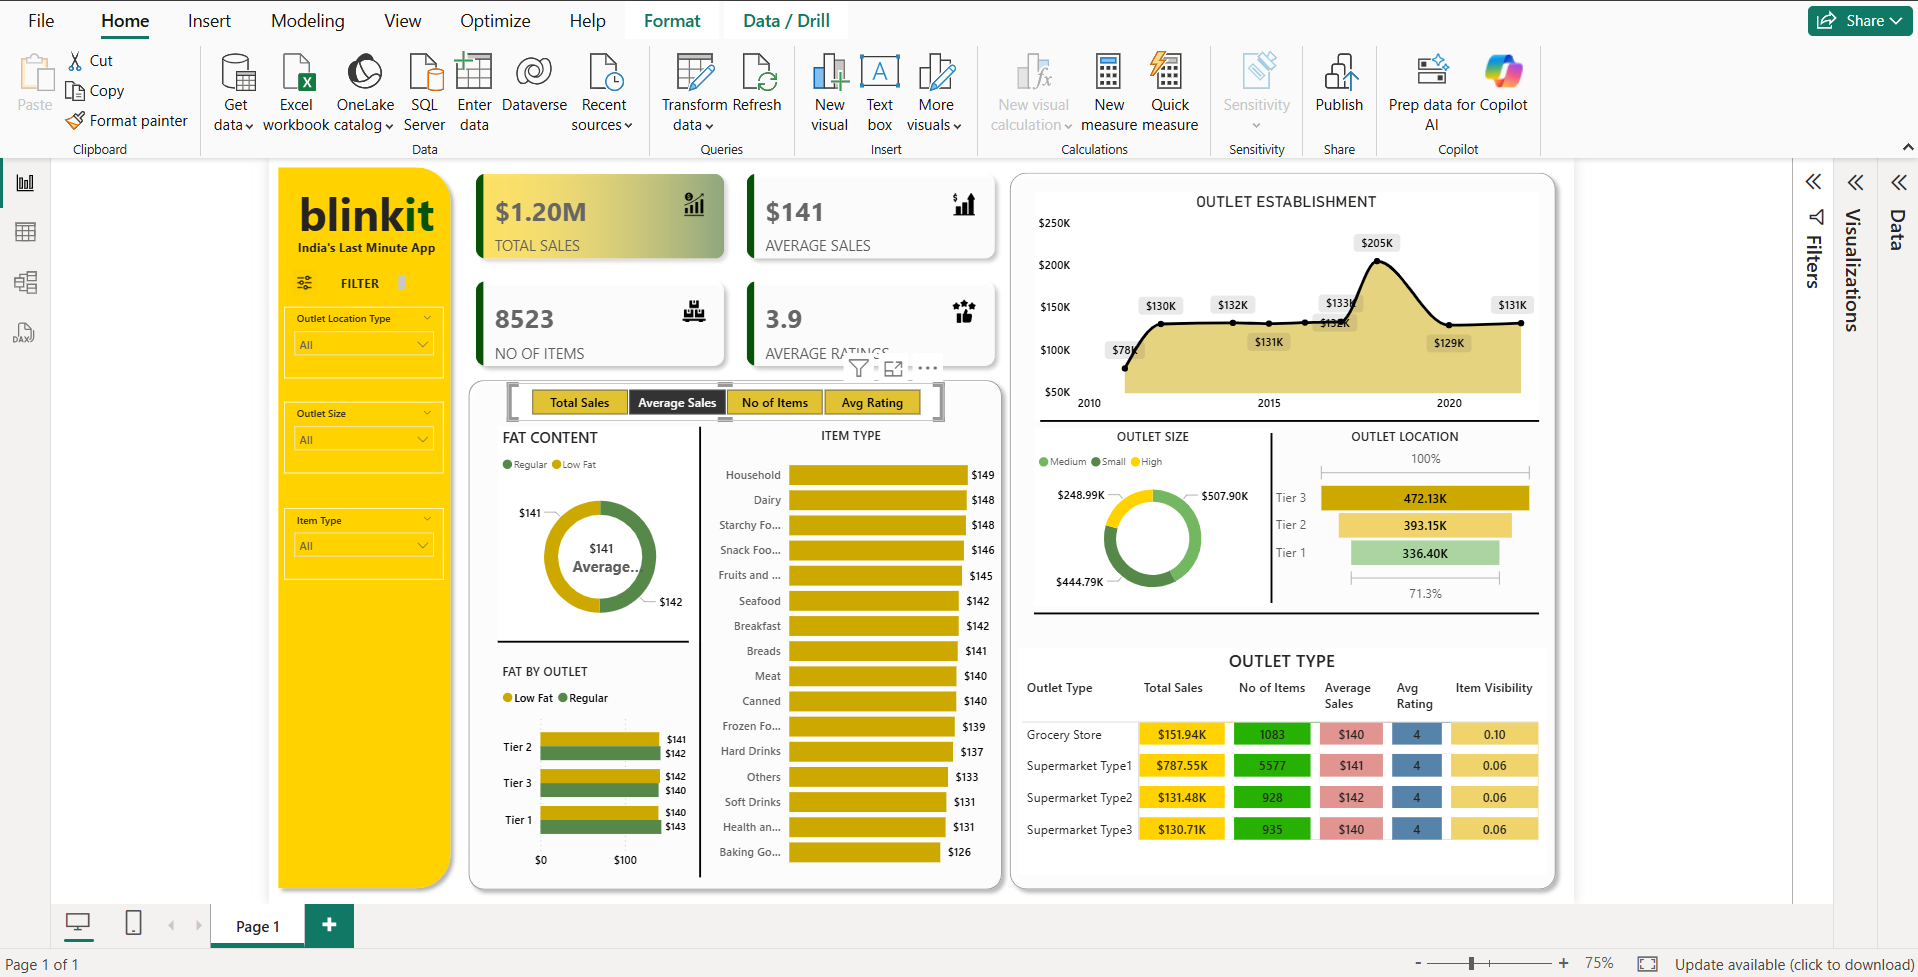 File Home Insert Modeling View Optimize Help Format Data / Drill Share
Paste Cut Copy Format painter
Clipboard
Get data Excel workbook OneLake catalog SQL Server Enter data Dataverse Recent sources
Data
Transform data Refresh
Queries
New visual Text box More visuals
Insert
New visual calculation New measure Quick measure
Calculations
Sensitivity
Sensitivity
Publish
Share
Prep data for AI Copilot
Copilot
blinkit
India's Last Minute App
FILTER
Outlet Location Type
All
Outlet Size
All
Item Type
All
$1.20M
TOTAL SALES
$141
AVERAGE SALES
8523
NO OF ITEMS
3.9
AVERAGE RATINGS
Total Sales Average Sales No of Items Avg Rating
FAT CONTENT
Regular Low Fat
$141
$141
Average...
$142
FAT BY OUTLET
Low Fat Regular
Tier 2 $141 $142
Tier 3 $142 $140
Tier 1 $140 $143
$0 $100
ITEM TYPE
Household $149
Dairy $148
Starchy Fo... $148
Snack Foo... $146
Fruits and ... $145
Seafood $142
Breakfast $142
Breads $141
Meat $140
Canned $140
Frozen Fo... $139
Hard Drinks $137
Others $133
Soft Drinks $131
Health an... $131
Baking Go... $126
OUTLET ESTABLISHMENT
$250K
$200K
$150K
$100K
$50K
$78K $130K $132K $131K $133K $132K $205K $129K $131K
2010 2015 2020
OUTLET SIZE
Medium Small High
$248.99K $507.90K
$444.79K
OUTLET LOCATION
100%
Tier 3 472.13K
Tier 2 393.15K
Tier 1 336.40K
71.3%
OUTLET TYPE
Outlet Type Total Sales No of Items Average Sales Avg Rating Item Visibility
Grocery Store $151.94K 1083 $140 4 0.10
Supermarket Type1 $787.55K 5577 $141 4 0.06
Supermarket Type2 $131.48K 928 $142 4 0.06
Supermarket Type3 $130.71K 935 $140 4 0.06
Filters
Visualizations
Data
DAX
Page 1 +
Page 1 of 1
- + 75% Update available (click to download)